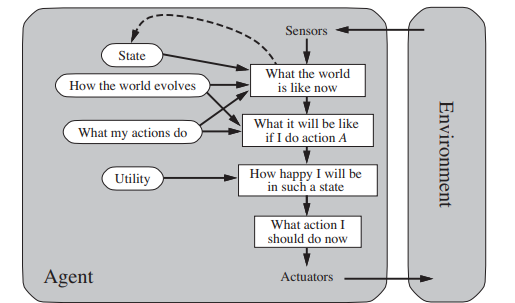 Sensors
State
What the world
is like now
How the world evolves
What it will be like
if I do action A
What my actions do
How happy I will be
in such a state
Utility
What action I
should do now
Agent
Actuators
Environment